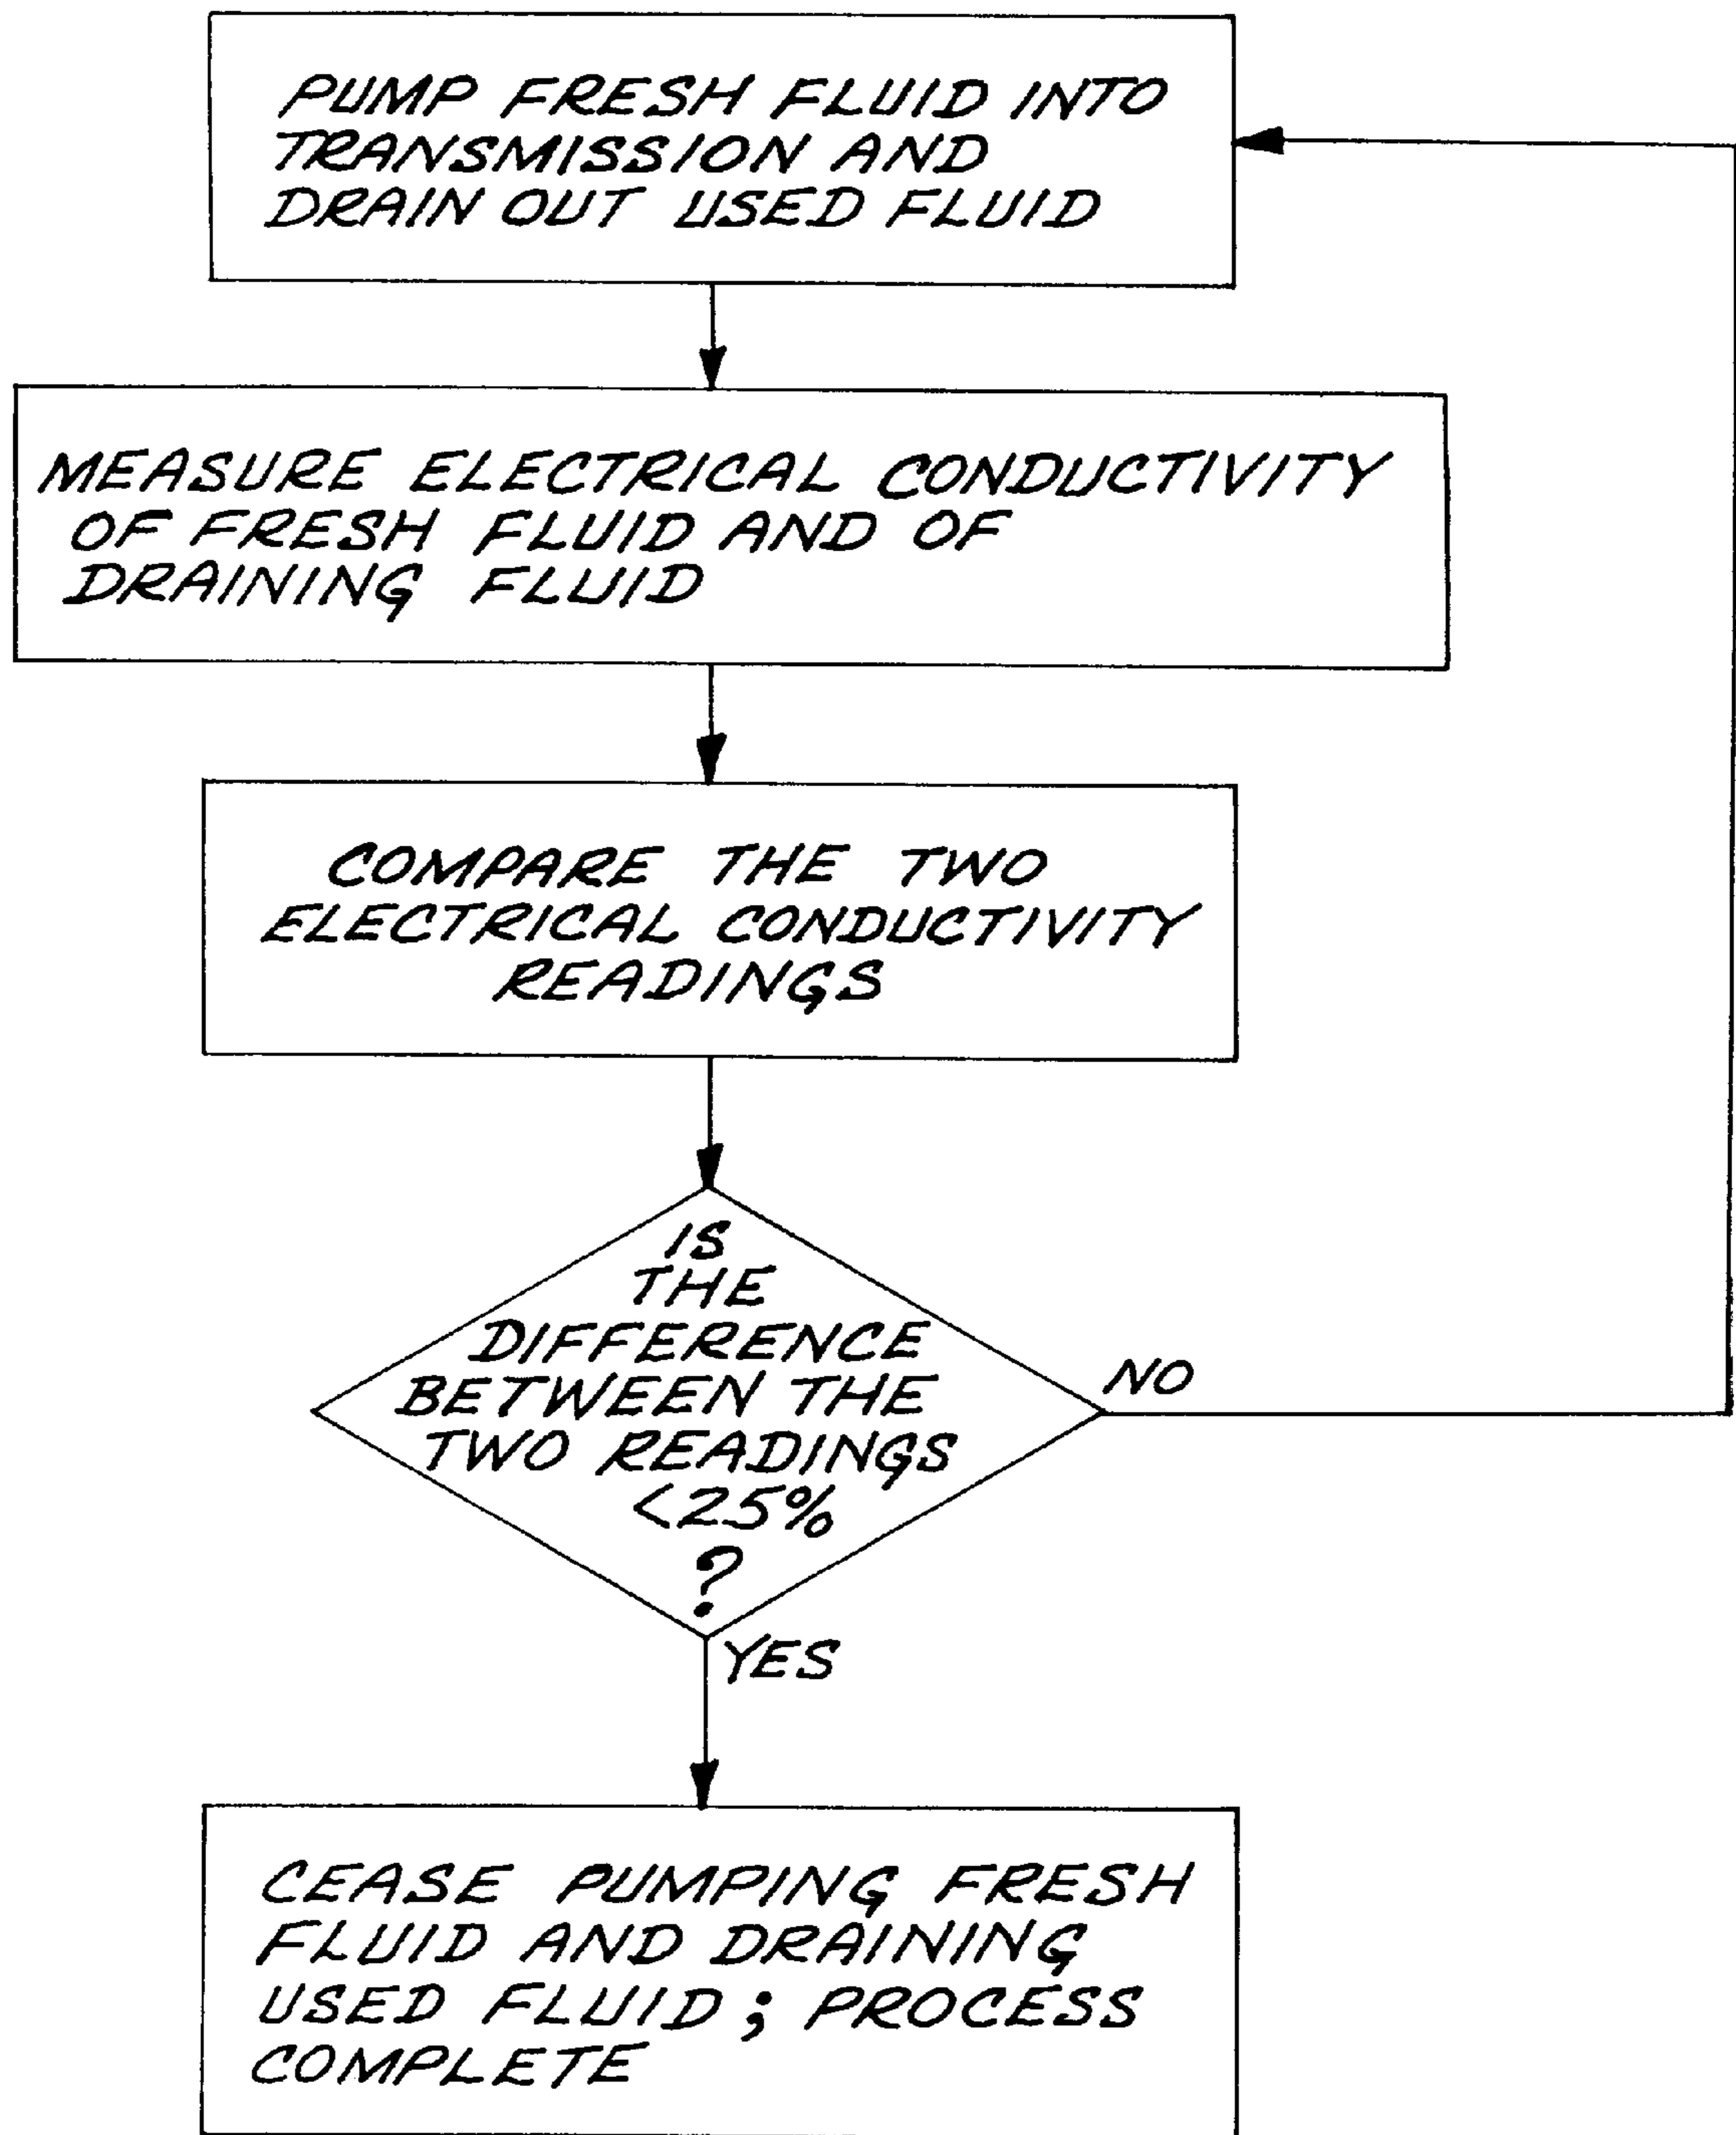 PUMP FRESH FLUID INTO
TRANSMISSION AND
DRAIN OUT USED FLUID
MEASURE ELECTRICAL CONDUCTIVITY
OF FRESH FLUID AND OF
DRAINING FLUID
COMPARE THE TWO
ELECTRICAL CONDUCTIVITY
READINGS
IS
THE
DIFFERENCE
BETWEEN THE
TWO READINGS
<25%
?
NO
YES
CEASE PUMPING FRESH
FLUID AND DRAINING
USED FLUID; PROCESS
COMPLETE